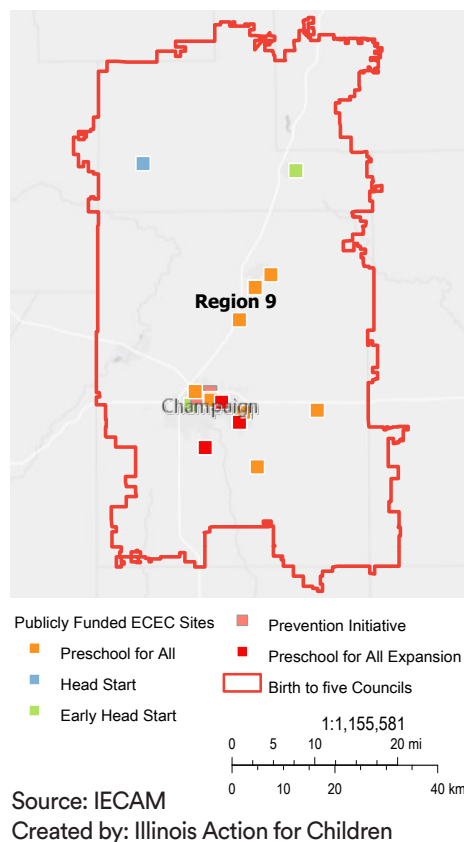 Region 9
Champaign
Publicly Funded ECEC Sites
Preschool for All
Head Start
Early Head Start
Prevention Initiative
Preschool for All Expansion
Birth to five Councils
1:1,155,581
0 5 10 20 mi
0 10 20 40 km
Source: IECAM
Created by: Illinois Action for Children